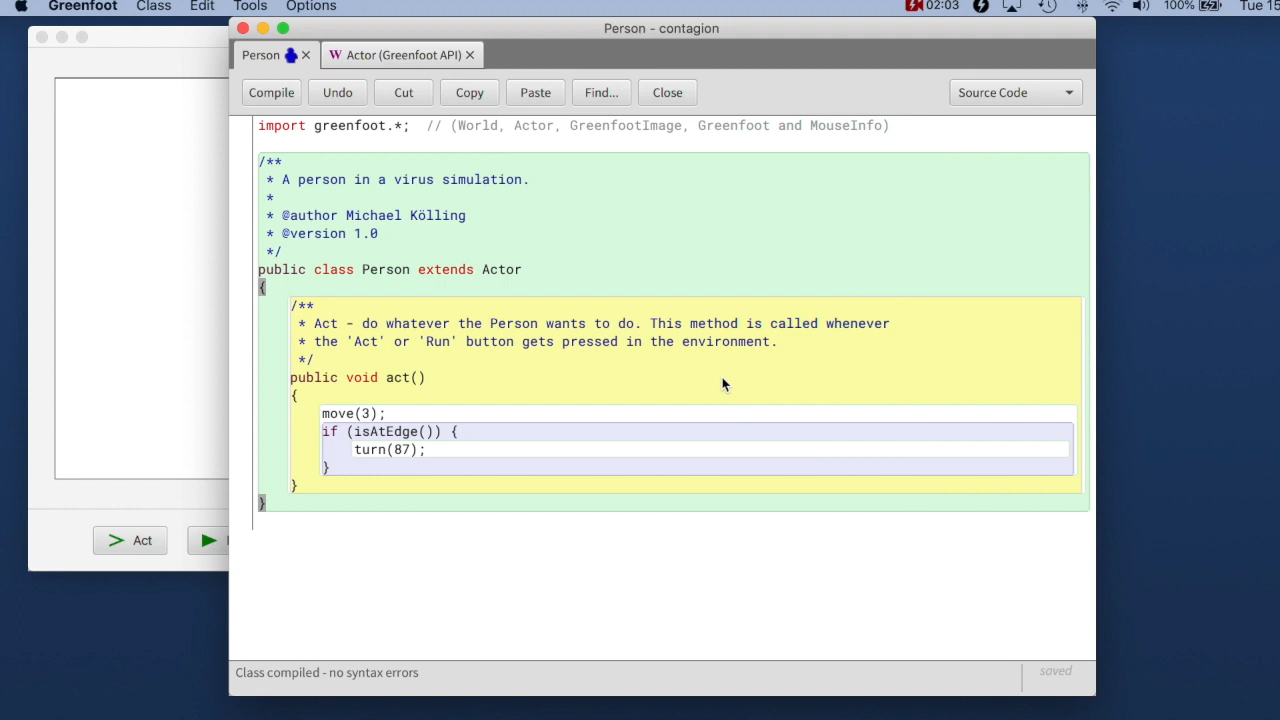 Greenfoot Class Edit Tools Options 02:03 100% Tue 15
Person - contagion
Person W Actor (Greenfoot API)
Compile Undo Cut Copy Paste Find... Close Source Code
import greenfoot.*;  // (World, Actor, GreenfootImage, Greenfoot and MouseInfo)
/**
 * A person in a virus simulation.
 *
 * @author Michael Kölling
 * @version 1.0
 */
public class Person extends Actor
{
/**
 * Act - do whatever the Person wants to do. This method is called whenever
 * the 'Act' or 'Run' button gets pressed in the environment.
 */
public void act()
{
move(3);
if (isAtEdge()) {
turn(87);
}
}
}
> Act
Class compiled - no syntax errors
saved